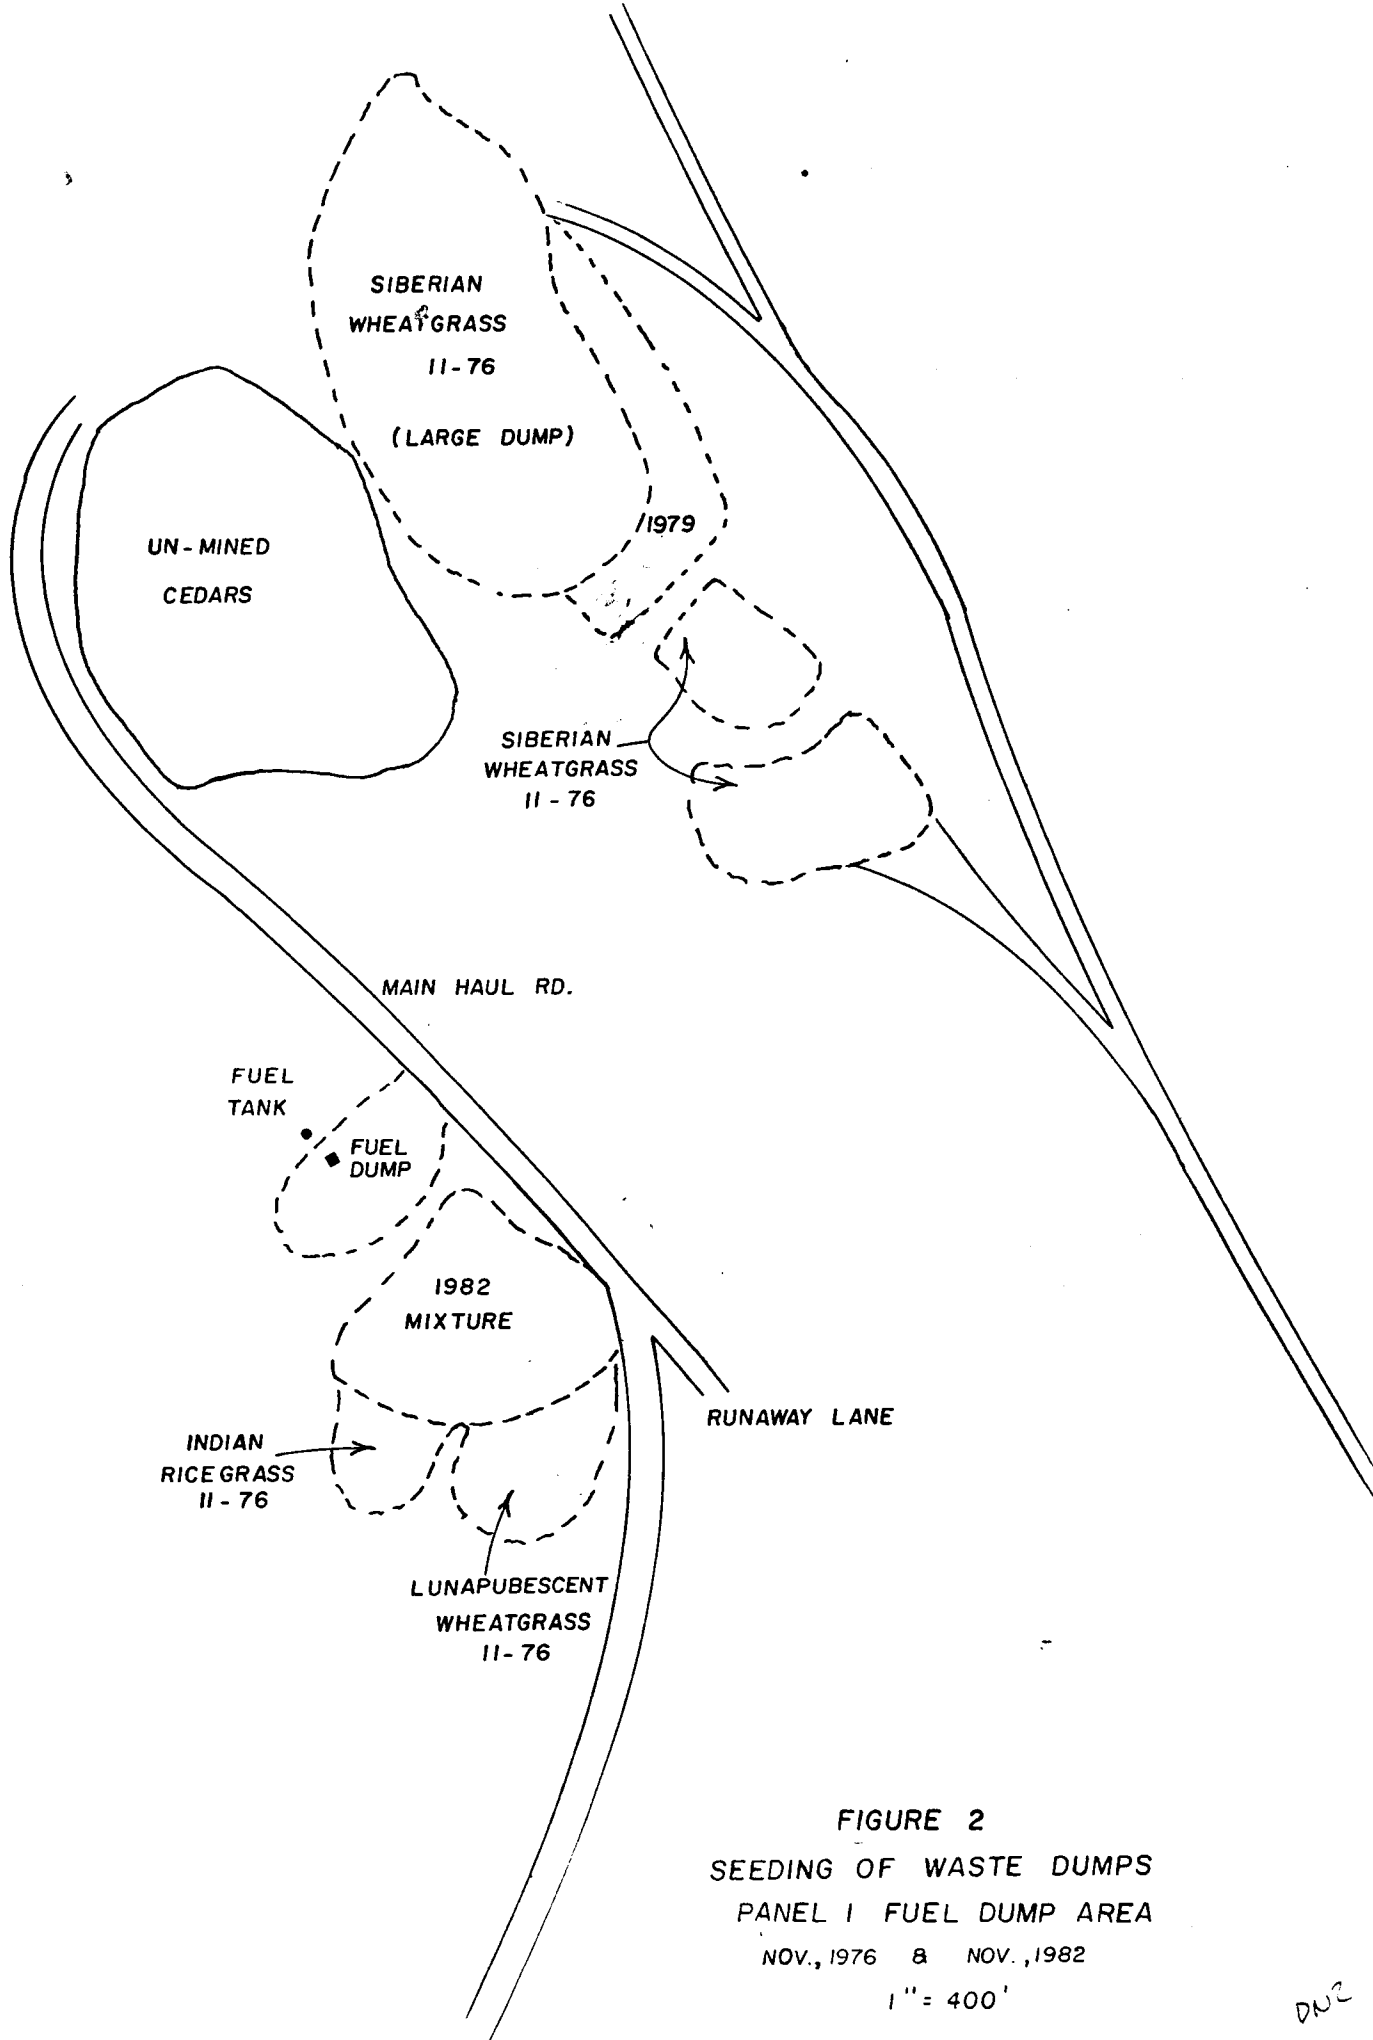 SIBERIAN
WHEATGRASS
11-76
(LARGE DUMP)
1979
UN-MINED
CEDARS
SIBERIAN
WHEATGRASS
11-76
MAIN HAUL RD.
FUEL
TANK
FUEL
DUMP
1982
MIXTURE
RUNAWAY LANE
INDIAN
RICEGRASS
11-76
LUNAPUBESCENT
WHEATGRASS
11-76
FIGURE 2
SEEDING OF WASTE DUMPS
PANEL 1 FUEL DUMP AREA
NOV., 1976 & NOV., 1982
1" = 400'
DN2